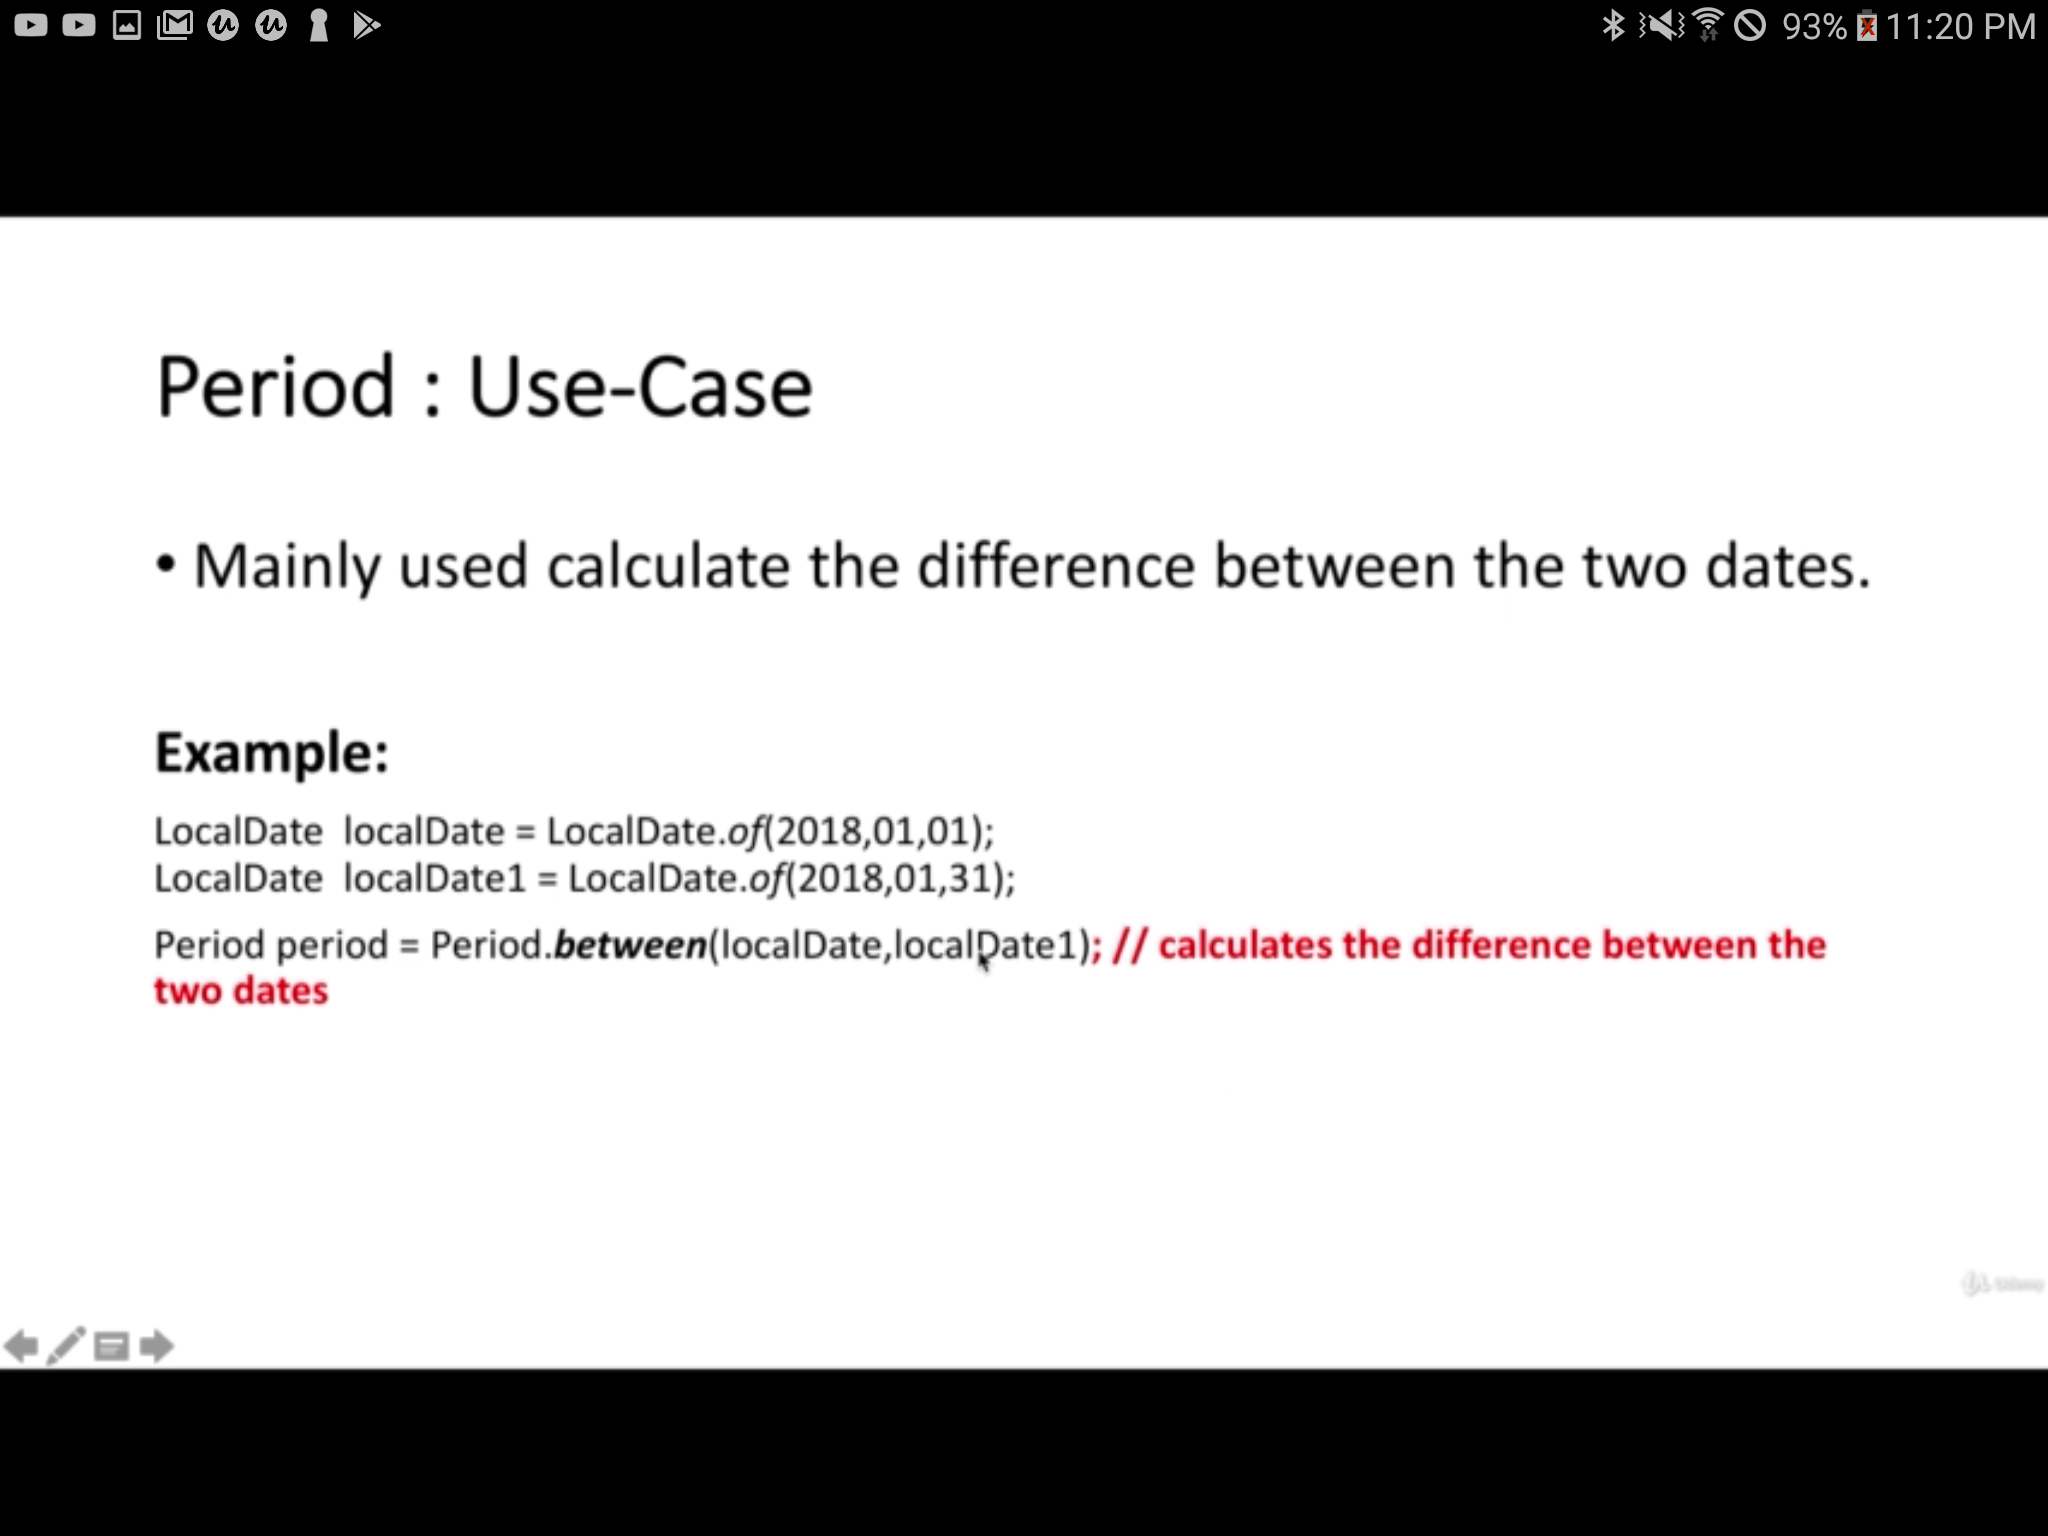 93% 11:20 PM
Period : Use-Case
• Mainly used calculate the difference between the two dates.
Example:
LocalDate localDate = LocalDate.of(2018,01,01);
LocalDate localDate1 = LocalDate.of(2018,01,31);
Period period = Period.between(localDate,localDate1); // calculates the difference between the
two dates
Udemy